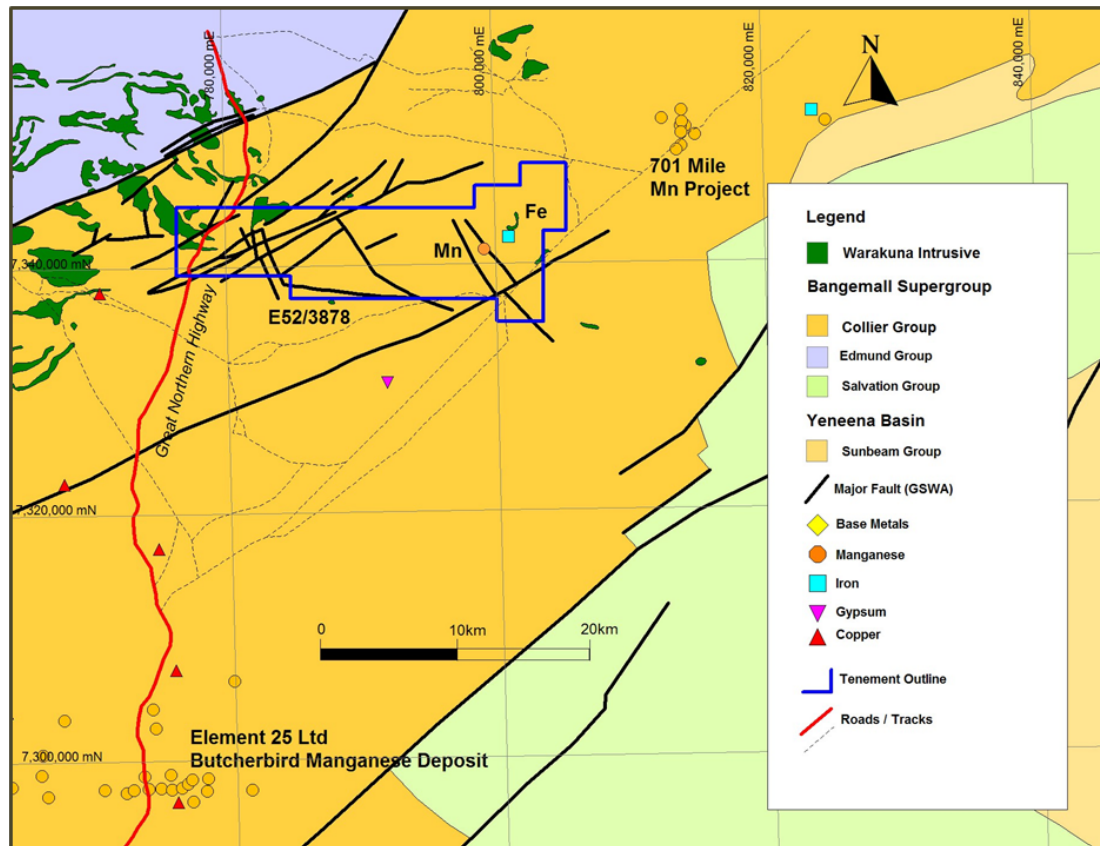 780,000 mE
800,000 mE
820,000 mE
840,000 mE
N
701 Mile
Mn Project
Fe
Mn
7,340,000 mN
E52/3878
Great Northern Highway
7,320,000 mN
0
10km
20km
Element 25 Ltd
Butcherbird Manganese Deposit
7,300,000 mN
Legend
Warakuna Intrusive
Bangemall Supergroup
Collier Group
Edmund Group
Salvation Group
Yeneena Basin
Sunbeam Group
Major Fault (GSWA)
Base Metals
Manganese
Iron
Gypsum
Copper
Tenement Outline
Roads / Tracks